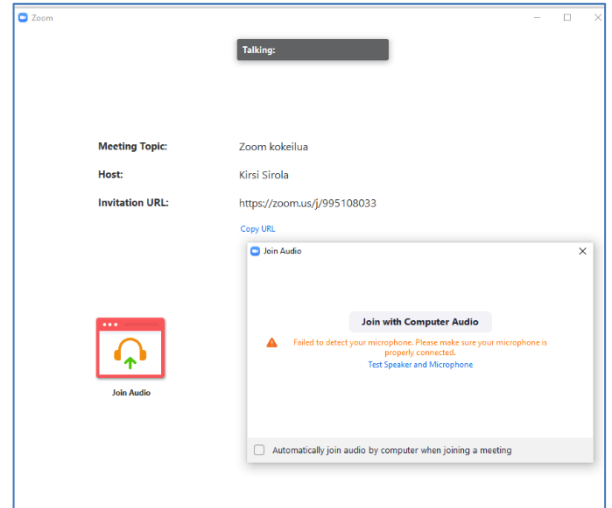 Zoom
Talking:
Meeting Topic: Zoom kokeilua
Host: Kirsi Sirola
Invitation URL: https://zoom.us/j/995108033
Copy URL
Join Audio
Join with Computer Audio
Failed to detect your microphone. Please make sure your microphone is
properly connected.
Test Speaker and Microphone
Join Audio
Automatically join audio by computer when joining a meeting